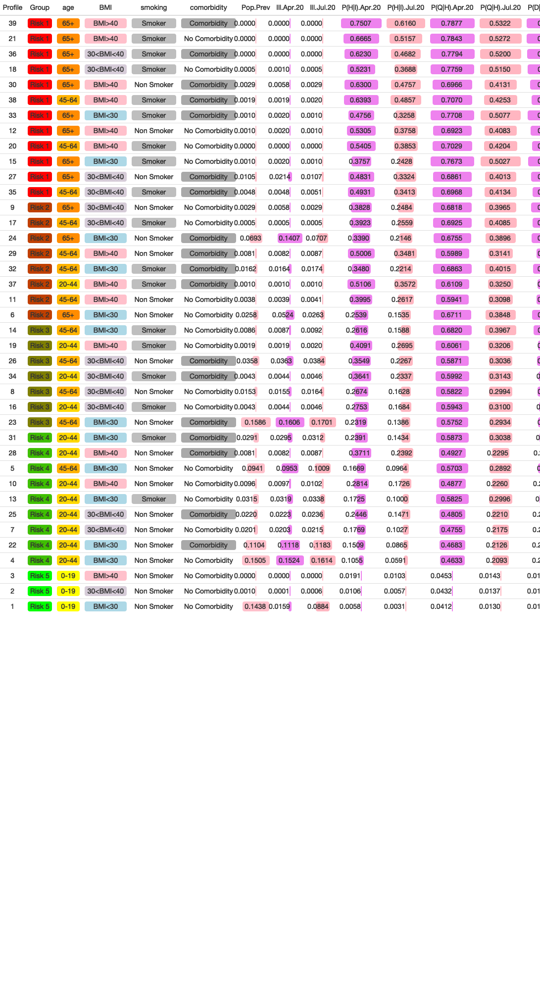 Profile Group age BMI smoking comorbidity Pop.Prev Ill.Apr.20 Ill.Jul.20 P(H|I).Apr.20 P(H|I).Jul.20 P(Q|H).Apr.20 P(Q|H).Jul.20 P(D|
39 Risk 1 65+ BMI>40 Smoker Comorbidity 0.0000 0.0000 0.0000 0.7507 0.6160 0.7877 0.5322
21 Risk 1 65+ BMI>40 Smoker No Comorbidity 0.0000 0.0000 0.0000 0.6665 0.5157 0.7843 0.5272
36 Risk 1 65+ 30<BMI<40 Smoker Comorbidity 0.0000 0.0000 0.0000 0.6230 0.4682 0.7794 0.5200
18 Risk 1 65+ 30<BMI<40 Smoker No Comorbidity 0.0005 0.0010 0.0005 0.5231 0.3688 0.7759 0.5150
30 Risk 1 65+ BMI>40 Non Smoker Comorbidity 0.0029 0.0058 0.0029 0.6300 0.4757 0.6966 0.4131
38 Risk 1 45-64 BMI>40 Smoker Comorbidity 0.0019 0.0019 0.0020 0.6393 0.4857 0.7070 0.4253
33 Risk 1 65+ BMI<30 Smoker Comorbidity 0.0010 0.0020 0.0010 0.4756 0.3258 0.7708 0.5077
12 Risk 1 65+ BMI>40 Non Smoker No Comorbidity 0.0010 0.0020 0.0010 0.5305 0.3758 0.6923 0.4083
20 Risk 1 45-64 BMI>40 Smoker No Comorbidity 0.0000 0.0000 0.0000 0.5405 0.3853 0.7029 0.4204
15 Risk 1 65+ BMI<30 Smoker No Comorbidity 0.0010 0.0020 0.0010 0.3757 0.2428 0.7673 0.5027
27 Risk 1 65+ 30<BMI<40 Non Smoker Comorbidity 0.0105 0.0214 0.0107 0.4831 0.3324 0.6861 0.4013
35 Risk 1 45-64 30<BMI<40 Smoker Comorbidity 0.0048 0.0048 0.0051 0.4931 0.3413 0.6968 0.4134
9 Risk 2 65+ 30<BMI<40 Non Smoker No Comorbidity 0.0029 0.0058 0.0029 0.3828 0.2484 0.6818 0.3965
17 Risk 2 45-64 30<BMI<40 Smoker No Comorbidity 0.0005 0.0005 0.0005 0.3923 0.2559 0.6925 0.4085
24 Risk 2 65+ BMI<30 Non Smoker Comorbidity 0.0693 0.1407 0.0707 0.3390 0.2146 0.6755 0.3896
29 Risk 2 45-64 BMI>40 Non Smoker Comorbidity 0.0081 0.0082 0.0087 0.5006 0.3481 0.5989 0.3141
32 Risk 2 45-64 BMI<30 Smoker Comorbidity 0.0162 0.0164 0.0174 0.3480 0.2214 0.6863 0.4015
37 Risk 2 20-44 BMI>40 Smoker Comorbidity 0.0010 0.0010 0.0010 0.5106 0.3572 0.6109 0.3250
11 Risk 2 45-64 BMI>40 Non Smoker No Comorbidity 0.0038 0.0039 0.0041 0.3995 0.2617 0.5941 0.3098
6 Risk 2 65+ BMI<30 Non Smoker No Comorbidity 0.0258 0.0524 0.0263 0.2539 0.1535 0.6711 0.3848
14 Risk 3 45-64 BMI<30 Smoker No Comorbidity 0.0086 0.0087 0.0092 0.2616 0.1588 0.6820 0.3967
19 Risk 3 20-44 BMI>40 Smoker No Comorbidity 0.0019 0.0019 0.0020 0.4091 0.2695 0.6061 0.3206
26 Risk 3 45-64 30<BMI<40 Non Smoker Comorbidity 0.0358 0.0363 0.0384 0.3549 0.2267 0.5871 0.3036
34 Risk 3 20-44 30<BMI<40 Smoker Comorbidity 0.0043 0.0044 0.0046 0.3641 0.2337 0.5992 0.3143 0
8 Risk 3 45-64 30<BMI<40 Non Smoker No Comorbidity 0.0153 0.0155 0.0164 0.2674 0.1628 0.5822 0.2994
16 Risk 3 20-44 30<BMI<40 Smoker No Comorbidity 0.0043 0.0044 0.0046 0.2753 0.1684 0.5943 0.3100 0
23 Risk 3 45-64 BMI<30 Non Smoker Comorbidity 0.1586 0.1606 0.1701 0.2319 0.1386 0.5752 0.2934
31 Risk 4 20-44 BMI<30 Smoker Comorbidity 0.0291 0.0295 0.0312 0.2391 0.1434 0.5873 0.3038 0
28 Risk 4 20-44 BMI>40 Non Smoker Comorbidity 0.0081 0.0082 0.0087 0.3711 0.2392 0.4927 0.2295 0.
5 Risk 4 45-64 BMI<30 Non Smoker No Comorbidity 0.0941 0.0953 0.1009 0.1669 0.0964 0.5703 0.2892
10 Risk 4 20-44 BMI>40 Non Smoker No Comorbidity 0.0096 0.0097 0.0102 0.2814 0.1726 0.4877 0.2260 0.2
13 Risk 4 20-44 BMI<30 Smoker No Comorbidity 0.0315 0.0319 0.0338 0.1725 0.1000 0.5825 0.2996 0
25 Risk 4 20-44 30<BMI<40 Non Smoker Comorbidity 0.0220 0.0223 0.0236 0.2446 0.1471 0.4805 0.2210 0.2
7 Risk 4 20-44 30<BMI<40 Non Smoker No Comorbidity 0.0201 0.0203 0.0215 0.1769 0.1027 0.4755 0.2175 0.2
22 Risk 4 20-44 BMI<30 Non Smoker Comorbidity 0.1104 0.1118 0.1183 0.1509 0.0865 0.4683 0.2126 0.2
4 Risk 4 20-44 BMI<30 Non Smoker No Comorbidity 0.1505 0.1524 0.1614 0.1055 0.0591 0.4633 0.2093 0.2
3 Risk 5 0-19 BMI>40 Non Smoker No Comorbidity 0.0000 0.0000 0.0000 0.0191 0.0103 0.0453 0.0143 0.01
2 Risk 5 0-19 30<BMI<40 Non Smoker No Comorbidity 0.0010 0.0001 0.0006 0.0106 0.0057 0.0432 0.0137 0.01
1 Risk 5 0-19 BMI<30 Non Smoker No Comorbidity 0.1438 0.0159 0.0884 0.0058 0.0031 0.0412 0.0130 0.01